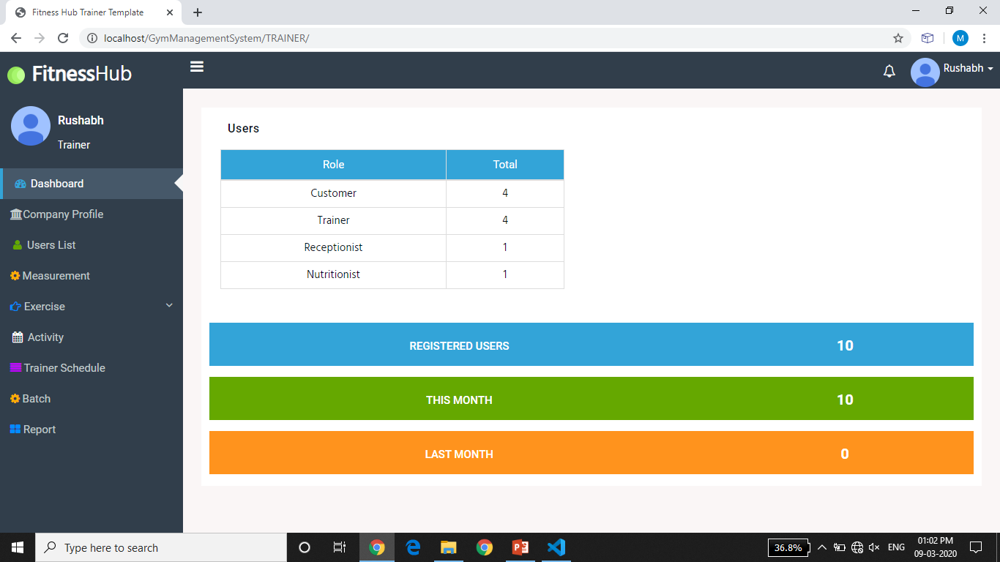 Fitness Hub Trainer Template
localhost/GymManagementSystem/TRAINER/
M
FitnessHub
Rushabh
Rushabh
Trainer
Dashboard
Company Profile
Users List
Measurement
Exercise
Activity
Trainer Schedule
Batch
Report
Users
Role Total
Customer 4
Trainer 4
Receptionist 1
Nutritionist 1
REGISTERED USERS 10
THIS MONTH 10
LAST MONTH 0
Type here to search
36.8%
ENG
01:02 PM
09-03-2020